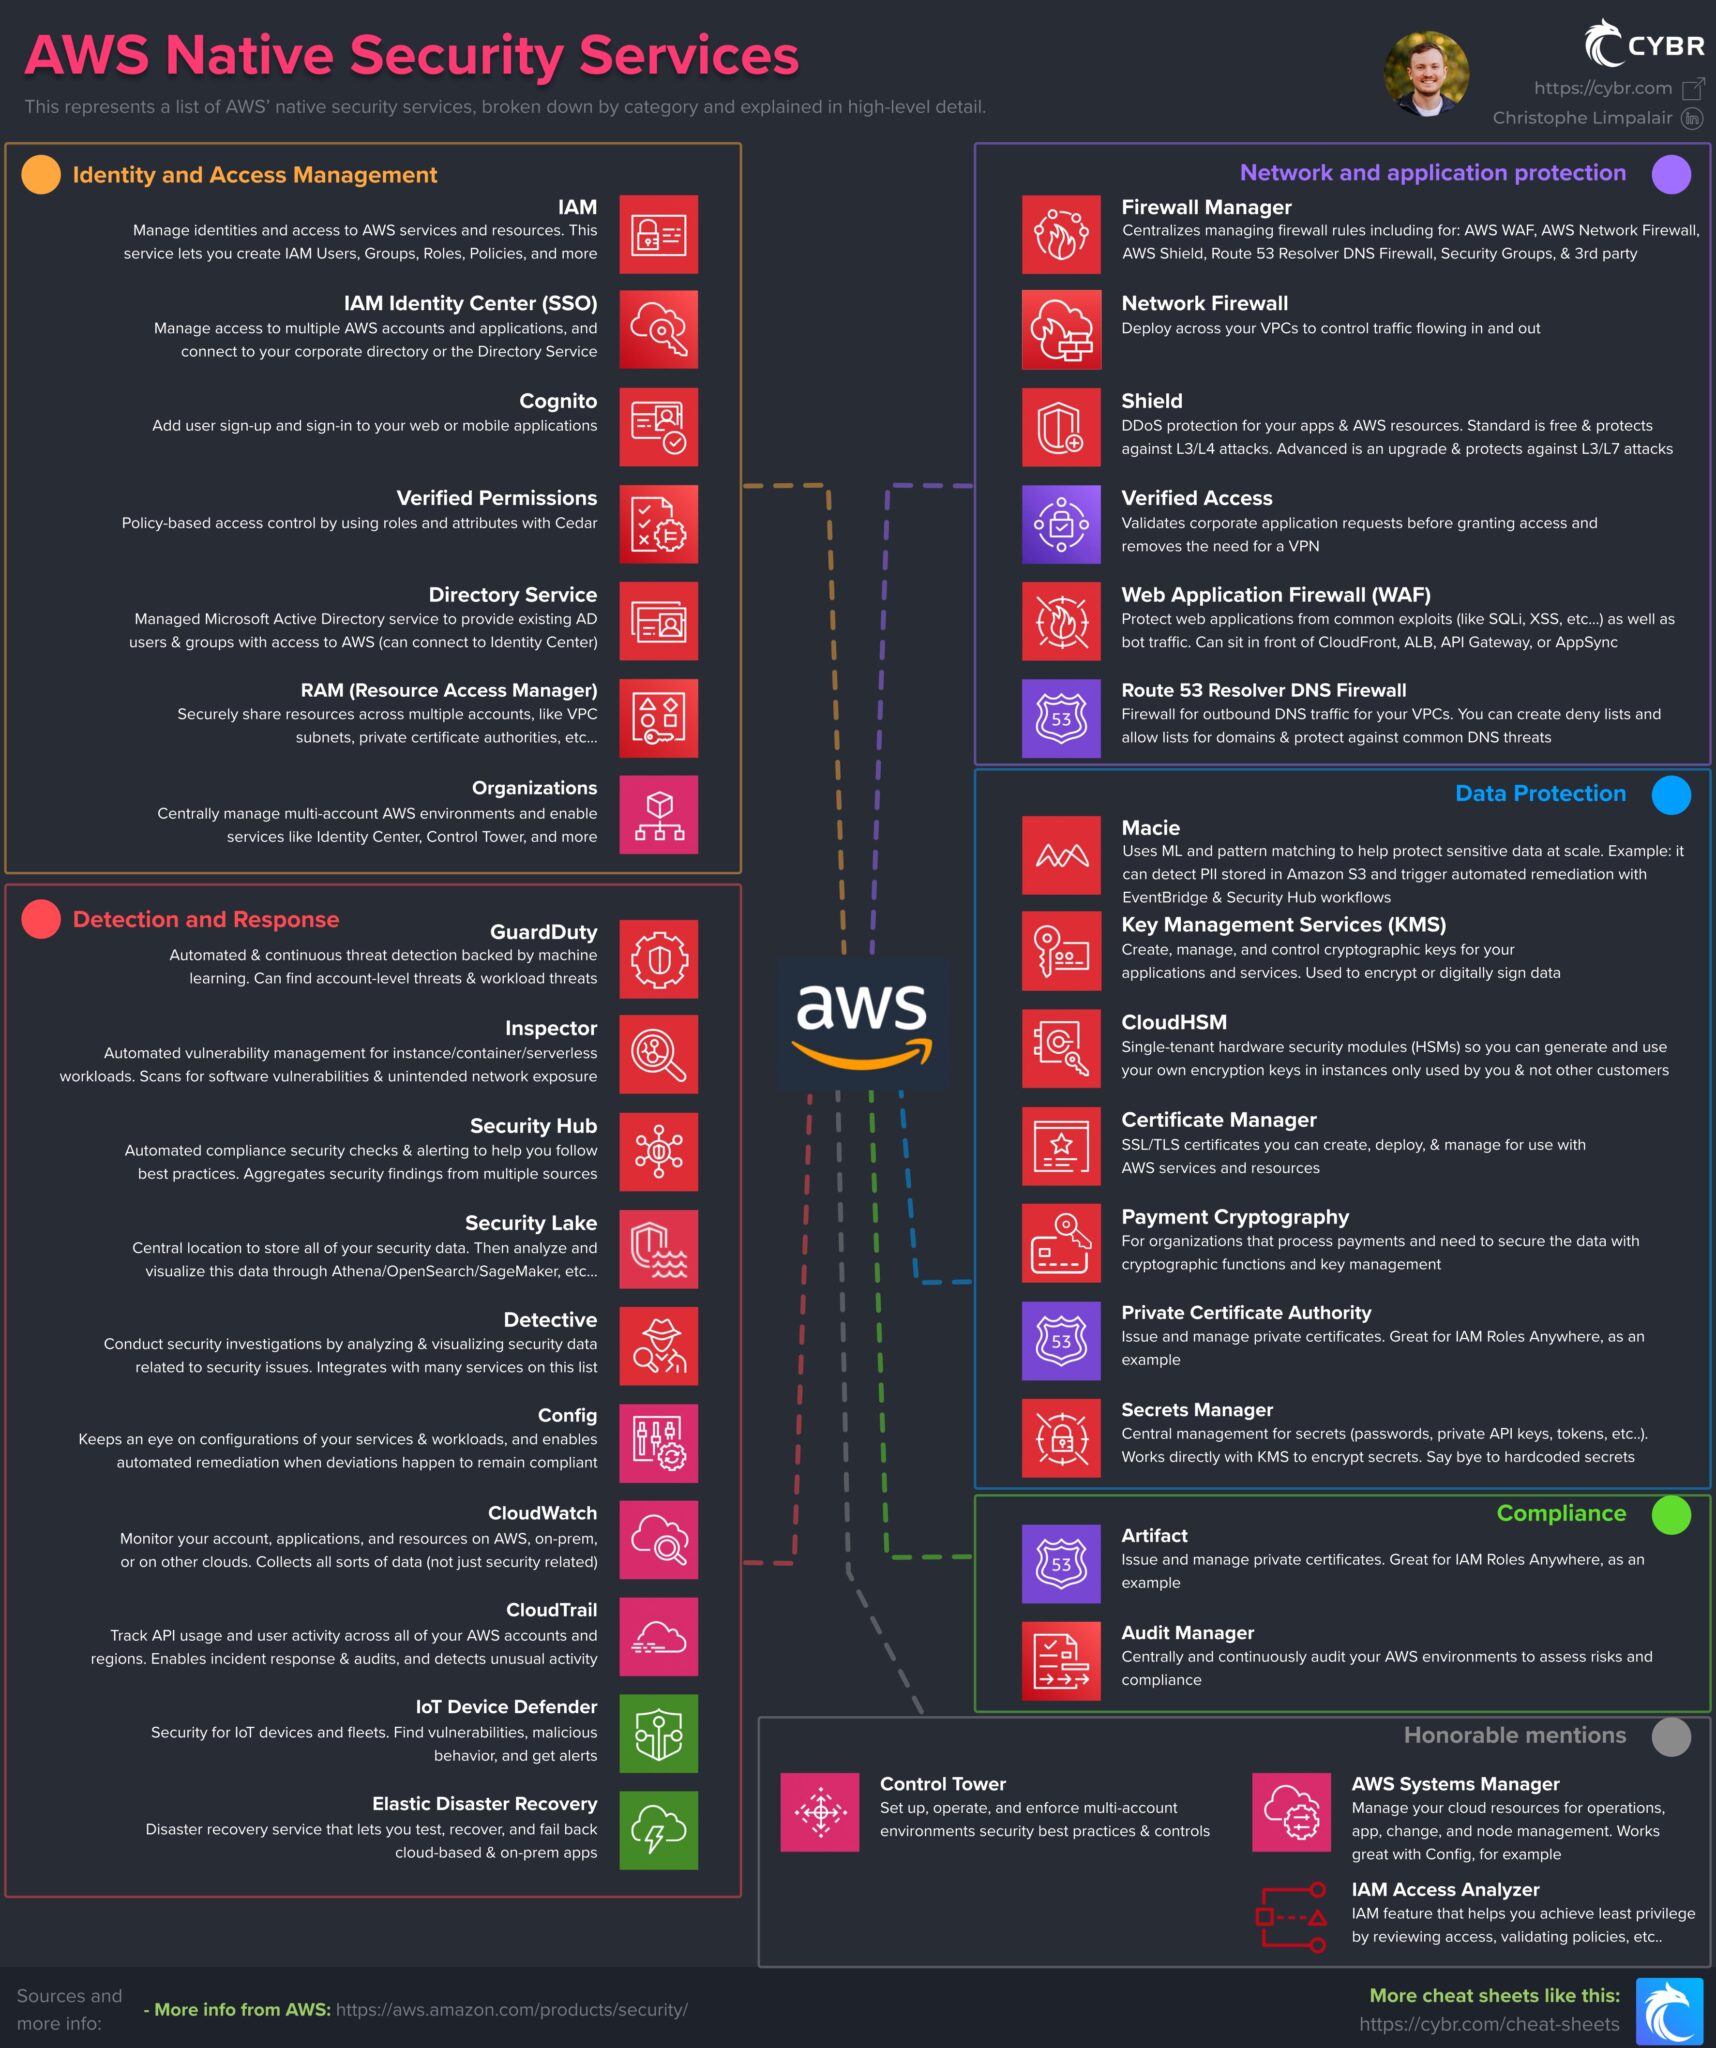 AWS Native Security Services
This represents a list of AWS' native security services, broken down by category and explained in high-level detail.
CYBR
https://cybr.com
Christophe Limpalair
in
Identity and Access Management
IAM
Manage identities and access to AWS services and resources. This
service lets you create IAM Users, Groups, Roles, Policies, and more
IAM Identity Center (SSO)
Manage access to multiple AWS accounts and applications, and
connect to your corporate directory or the Directory Service
Cognito
Add user sign-up and sign-in to your web or mobile applications
Verified Permissions
Policy-based access control by using roles and attributes with Cedar
Directory Service
Managed Microsoft Active Directory service to provide existing AD
users & groups with access to AWS (can connect to Identity Center)
RAM (Resource Access Manager)
Securely share resources across multiple accounts, like VPC
subnets, private certificate authorities, etc...
Organizations
Centrally manage multi-account AWS environments and enable
services like Identity Center, Control Tower, and more
Detection and Response
GuardDuty
Automated & continuous threat detection backed by machine
learning. Can find account-level threats & workload threats
Inspector
Automated vulnerability management for instance/container/serverless
workloads. Scans for software vulnerabilities & unintended network exposure
Security Hub
Automated compliance security checks & alerting to help you follow
best practices. Aggregates security findings from multiple sources
Security Lake
Central location to store all of your security data. Then analyze and
visualize this data through Athena/OpenSearch/SageMaker, etc...
Detective
Conduct security investigations by analyzing & visualizing security data
related to security issues. Integrates with many services on this list
Config
Keeps an eye on configurations of your services & workloads, and enables
automated remediation when deviations happen to remain compliant
CloudWatch
Monitor your account, applications, and resources on AWS, on-prem,
or on other clouds. Collects all sorts of data (not just security related)
CloudTrail
Track API usage and user activity across all of your AWS accounts and
regions. Enables incident response & audits, and detects unusual activity
IoT Device Defender
Security for IoT devices and fleets. Find vulnerabilities, malicious
behavior, and get alerts
Elastic Disaster Recovery
Disaster recovery service that lets you test, recover, and fail back
cloud-based & on-prem apps
aws
Network and application protection
Firewall Manager
Centralizes managing firewall rules including for: AWS WAF, AWS Network Firewall,
AWS Shield, Route 53 Resolver DNS Firewall, Security Groups, & 3rd party
Network Firewall
Deploy across your VPCs to control traffic flowing in and out
Shield
DDoS protection for your apps & AWS resources. Standard is free & protects
against L3/L4 attacks. Advanced is an upgrade & protects against L3/L7 attacks
Verified Access
Validates corporate application requests before granting access and
removes the need for a VPN
Web Application Firewall (WAF)
Protect web applications from common exploits (like SQLi, XSS, etc...) as well as
bot traffic. Can sit in front of CloudFront, ALB, API Gateway, or AppSync
53
Route 53 Resolver DNS Firewall
Firewall for outbound DNS traffic for your VPCs. You can create deny lists and
allow lists for domains & protect against common DNS threats
Data Protection
Macie
Uses ML and pattern matching to help protect sensitive data at scale. Example: it
can detect PII stored in Amazon S3 and trigger automated remediation with
EventBridge & Security Hub workflows
Key Management Services (KMS)
Create, manage, and control cryptographic keys for your
applications and services. Used to encrypt or digitally sign data
CloudHSM
Single-tenant hardware security modules (HSMs) so you can generate and use
your own encryption keys in instances only used by you & not other customers
Certificate Manager
SSL/TLS certificates you can create, deploy, & manage for use with
AWS services and resources
Payment Cryptography
For organizations that process payments and need to secure the data with
cryptographic functions and key management
53
Private Certificate Authority
Issue and manage private certificates. Great for IAM Roles Anywhere, as an
example
Secrets Manager
Central management for secrets (passwords, private API keys, tokens, etc..).
Works directly with KMS to encrypt secrets. Say bye to hardcoded secrets
Compliance
53
Artifact
Issue and manage private certificates. Great for IAM Roles Anywhere, as an
example
Audit Manager
Centrally and continuously audit your AWS environments to assess risks and
compliance
Honorable mentions
Control Tower
Set up, operate, and enforce multi-account
environments security best practices & controls
AWS Systems Manager
Manage your cloud resources for operations,
app, change, and node management. Works
great with Config, for example
IAM Access Analyzer
IAM feature that helps you achieve least privilege
by reviewing access, validating policies, etc..
Sources and
more info:
- More info from AWS: https://aws.amazon.com/products/security/
More cheat sheets like this:
https://cybr.com/cheat-sheets